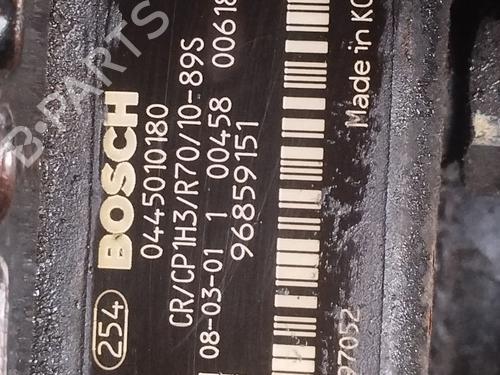 B-PARTS
254 BOSCH
0445010180
CR/CP1H3/R70/10-89S
08-03-01 1 00458 00618
96859151
Made in KO
97052